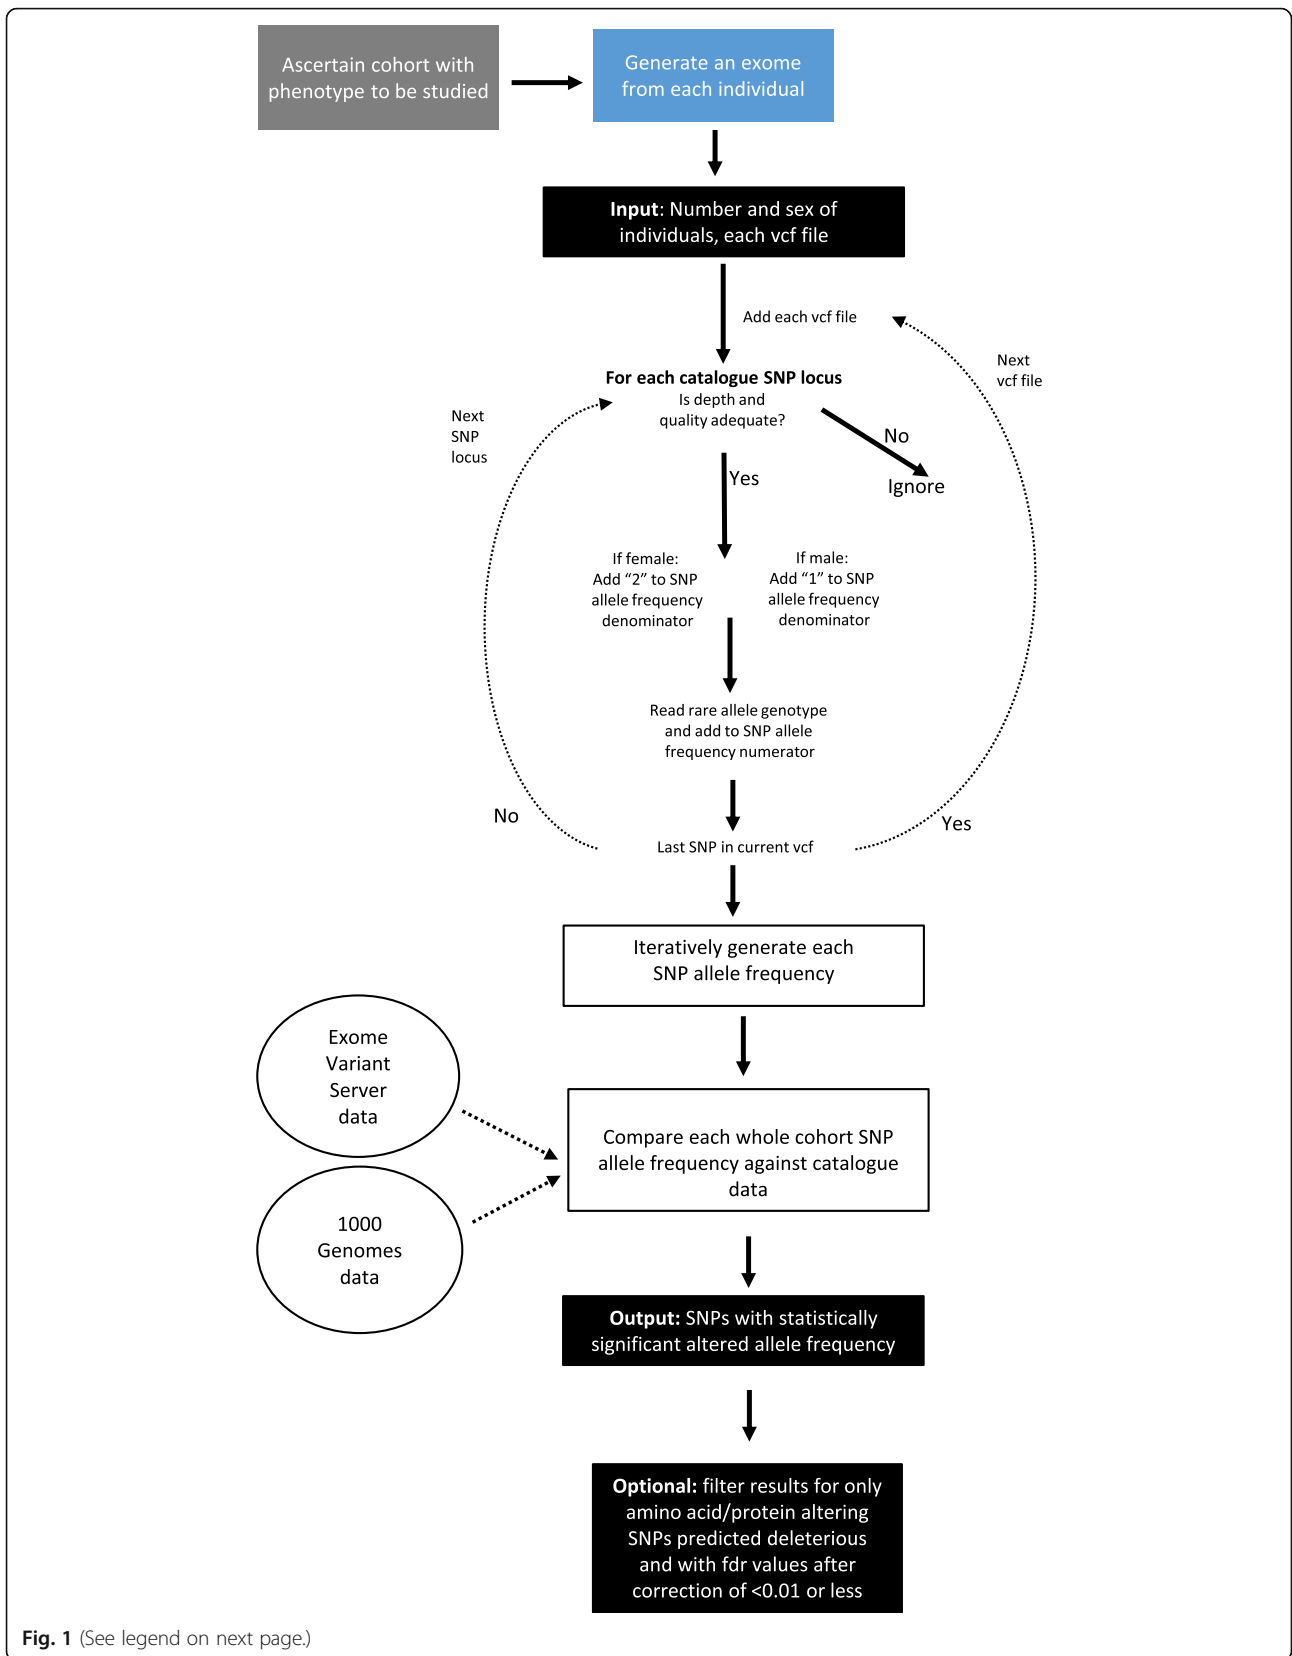 Ascertain cohort with
phenotype to be studied
Generate an exome
from each individual
Input: Number and sex of
individuals, each vcf file
Add each vcf file
Next
vcf file
For each catalogue SNP locus
Is depth and
quality adequate?
Next
SNP
locus
No
Ignore
Yes
If female:
Add “2” to SNP
allele frequency
denominator
If male:
Add “1” to SNP
allele frequency
denominator
Read rare allele genotype
and add to SNP allele
frequency numerator
No
Yes
Last SNP in current vcf
Iteratively generate each
SNP allele frequency
Exome
Variant
Server
data
Compare each whole cohort SNP
allele frequency against catalogue
data
1000
Genomes
data
Output: SNPs with statistically
significant altered allele frequency
Optional: filter results for only
amino acid/protein altering
SNPs predicted deleterious
and with fdr values after
correction of <0.01 or less
Fig. 1 (See legend on next page.)